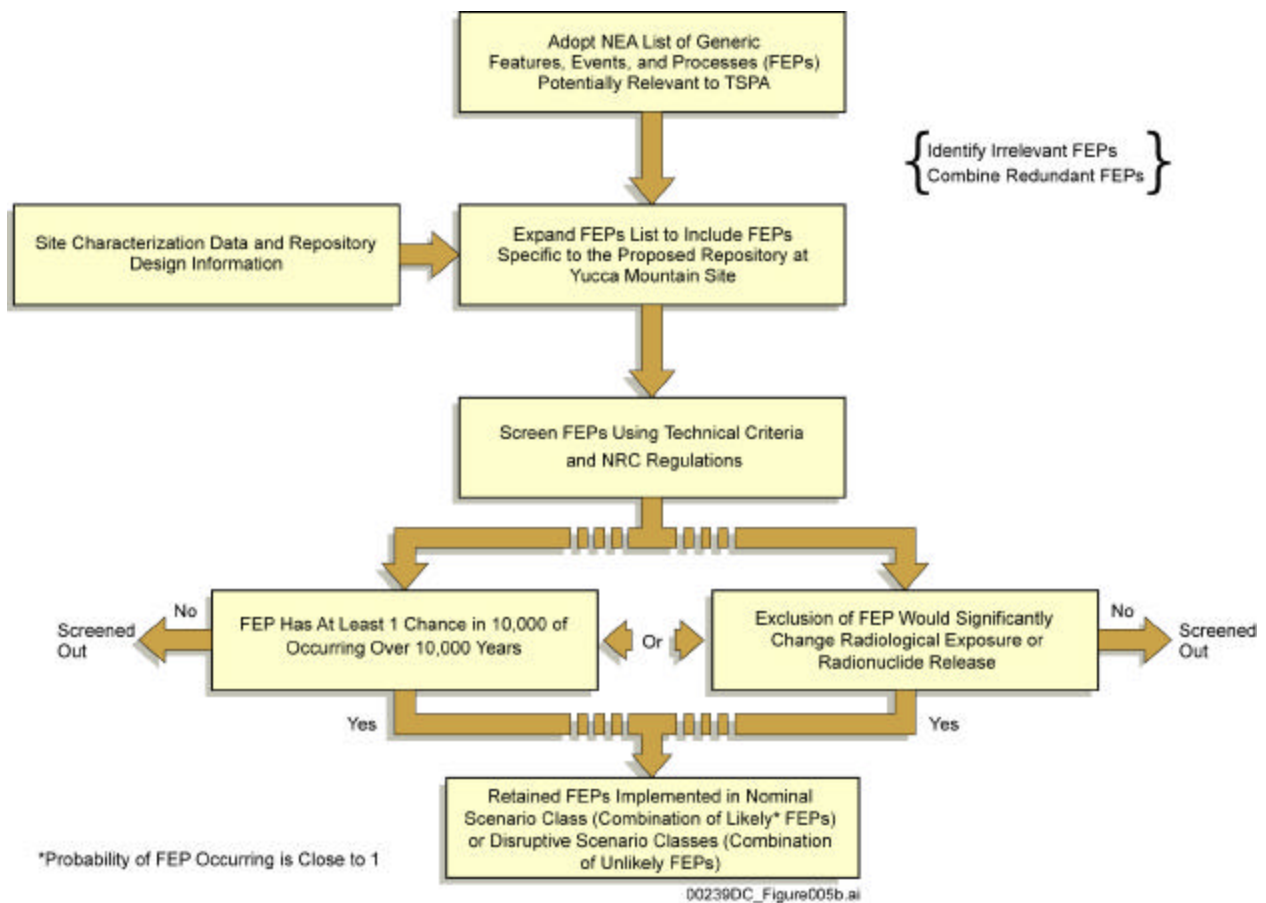 Adopt NEA List of Generic
Features, Events, and Processes (FEPs)
Potentially Relevant to TSPA
Identify Irrelevant FEPs
Combine Redundant FEPs
Site Characterization Data and Repository
Design Information
Expand FEPs List to Include FEPs
Specific to the Proposed Repository at
Yucca Mountain Site
Screen FEPs Using Technical Criteria
and NRC Regulations
Screened
Out
No
FEP Has At Least 1 Chance in 10,000 of
Occurring Over 10,000 Years
Or
Exclusion of FEP Would Significantly
Change Radiological Exposure or
Radionuclide Release
No
Screened
Out
Yes
Yes
Retained FEPs Implemented in Nominal
Scenario Class (Combination of Likely* FEPs)
or Disruptive Scenario Classes (Combination
of Unlikely FEPs)
*Probability of FEP Occurring is Close to 1
00239DC_Figure005b.ai